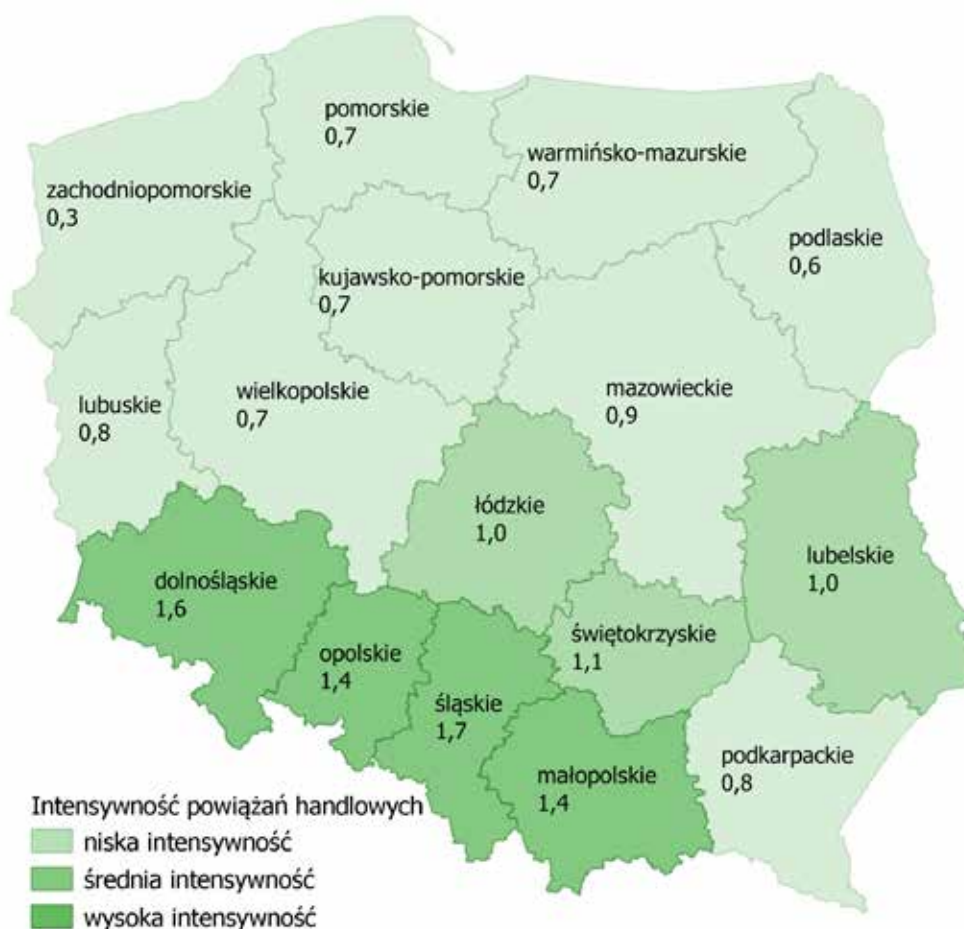 pomorskie
0,7
warmińsko-mazurskie
0,7
zachodniopomorskie
0,3
podlaskie
0,6
kujawsko-pomorskie
0,7
lubuskie
0,8
wielkopolskie
0,7
mazowieckie
0,9
łódzkie
1,0
lubelskie
1,0
dolnośląskie
1,6
opolskie
1,4
śląskie
1,7
świętokrzyskie
1,1
małopolskie
1,4
podkarpackie
0,8
Intensywność powiązań handlowych
niska intensywność
średnia intensywność
wysoka intensywność